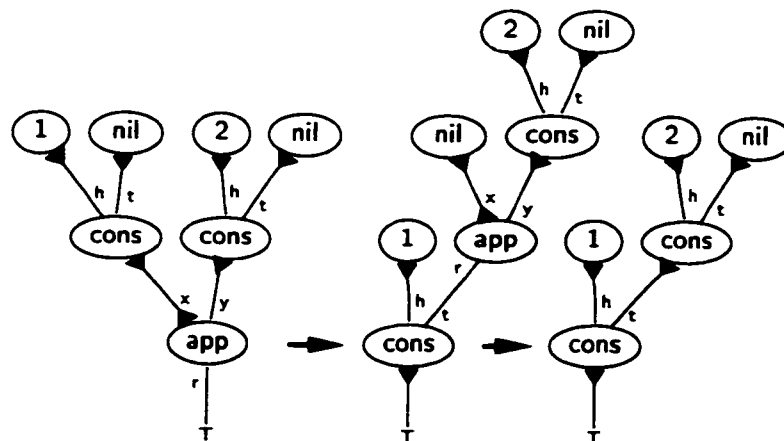 2 nil
h t
1 nil 2 nil nil cons 2 nil
h t h t x y h t
cons cons 1 app 1 cons
x y r
h t h t
app cons cons
r
T T T